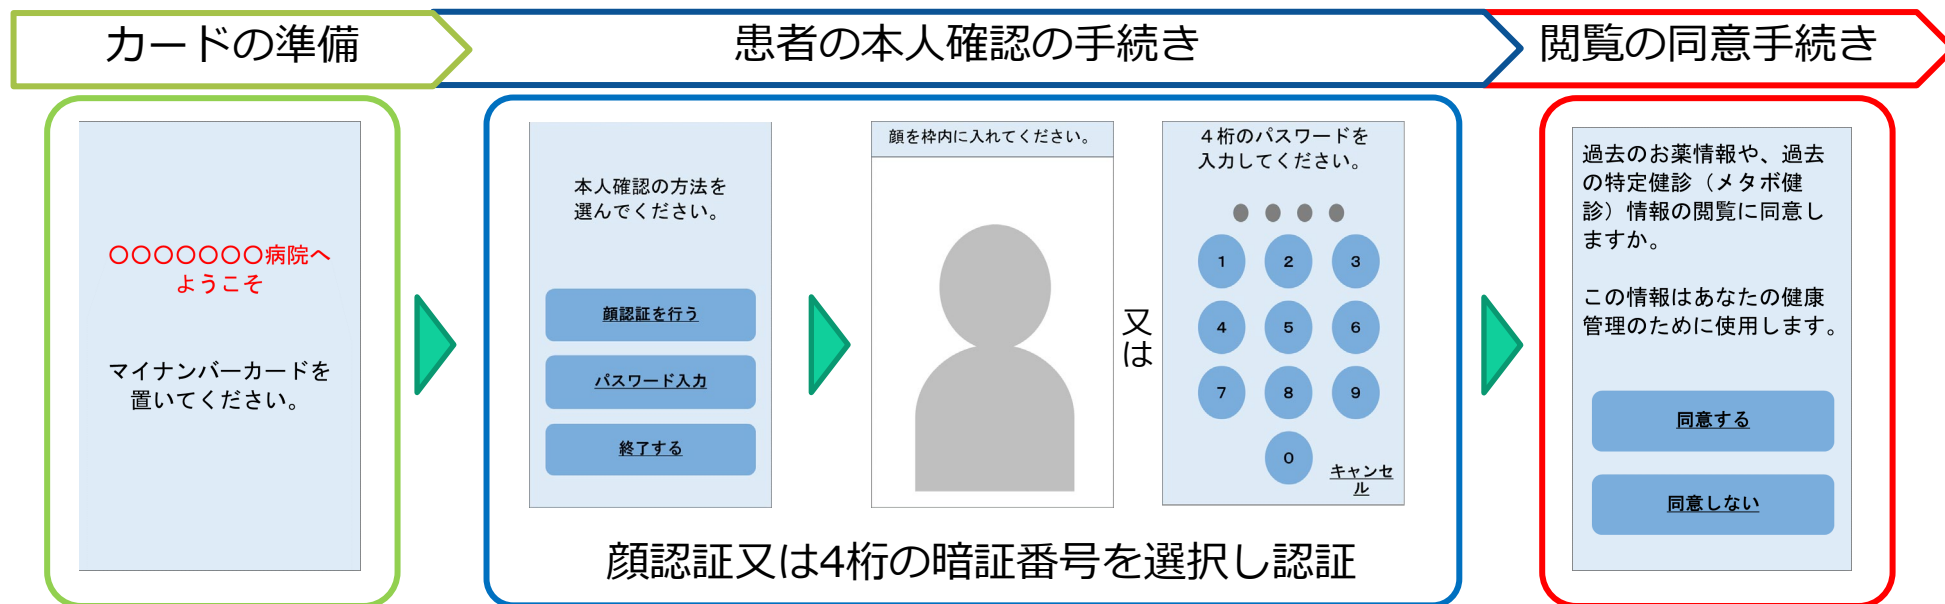 カードの準備
患者の本人確認の手続き
閲覧の同意手続き
〇〇〇〇〇〇〇病院へ
ようこそ
マイナンバーカードを
置いてください。
本人確認の方法を
選んでください。
顔認証を行う
パスワード入力
終了する
顔を枠内に入れてください。
又
は
４桁のパスワードを
入力してください。
1 2 3
4 5 6
7 8 9
0
キャンセ
ル
顔認証又は4桁の暗証番号を選択し認証
過去のお薬情報や、過去
の特定健診（メタボ健
診）情報の閲覧に同意し
ますか。
この情報はあなたの健康
管理のために使用します。
同意する
同意しない